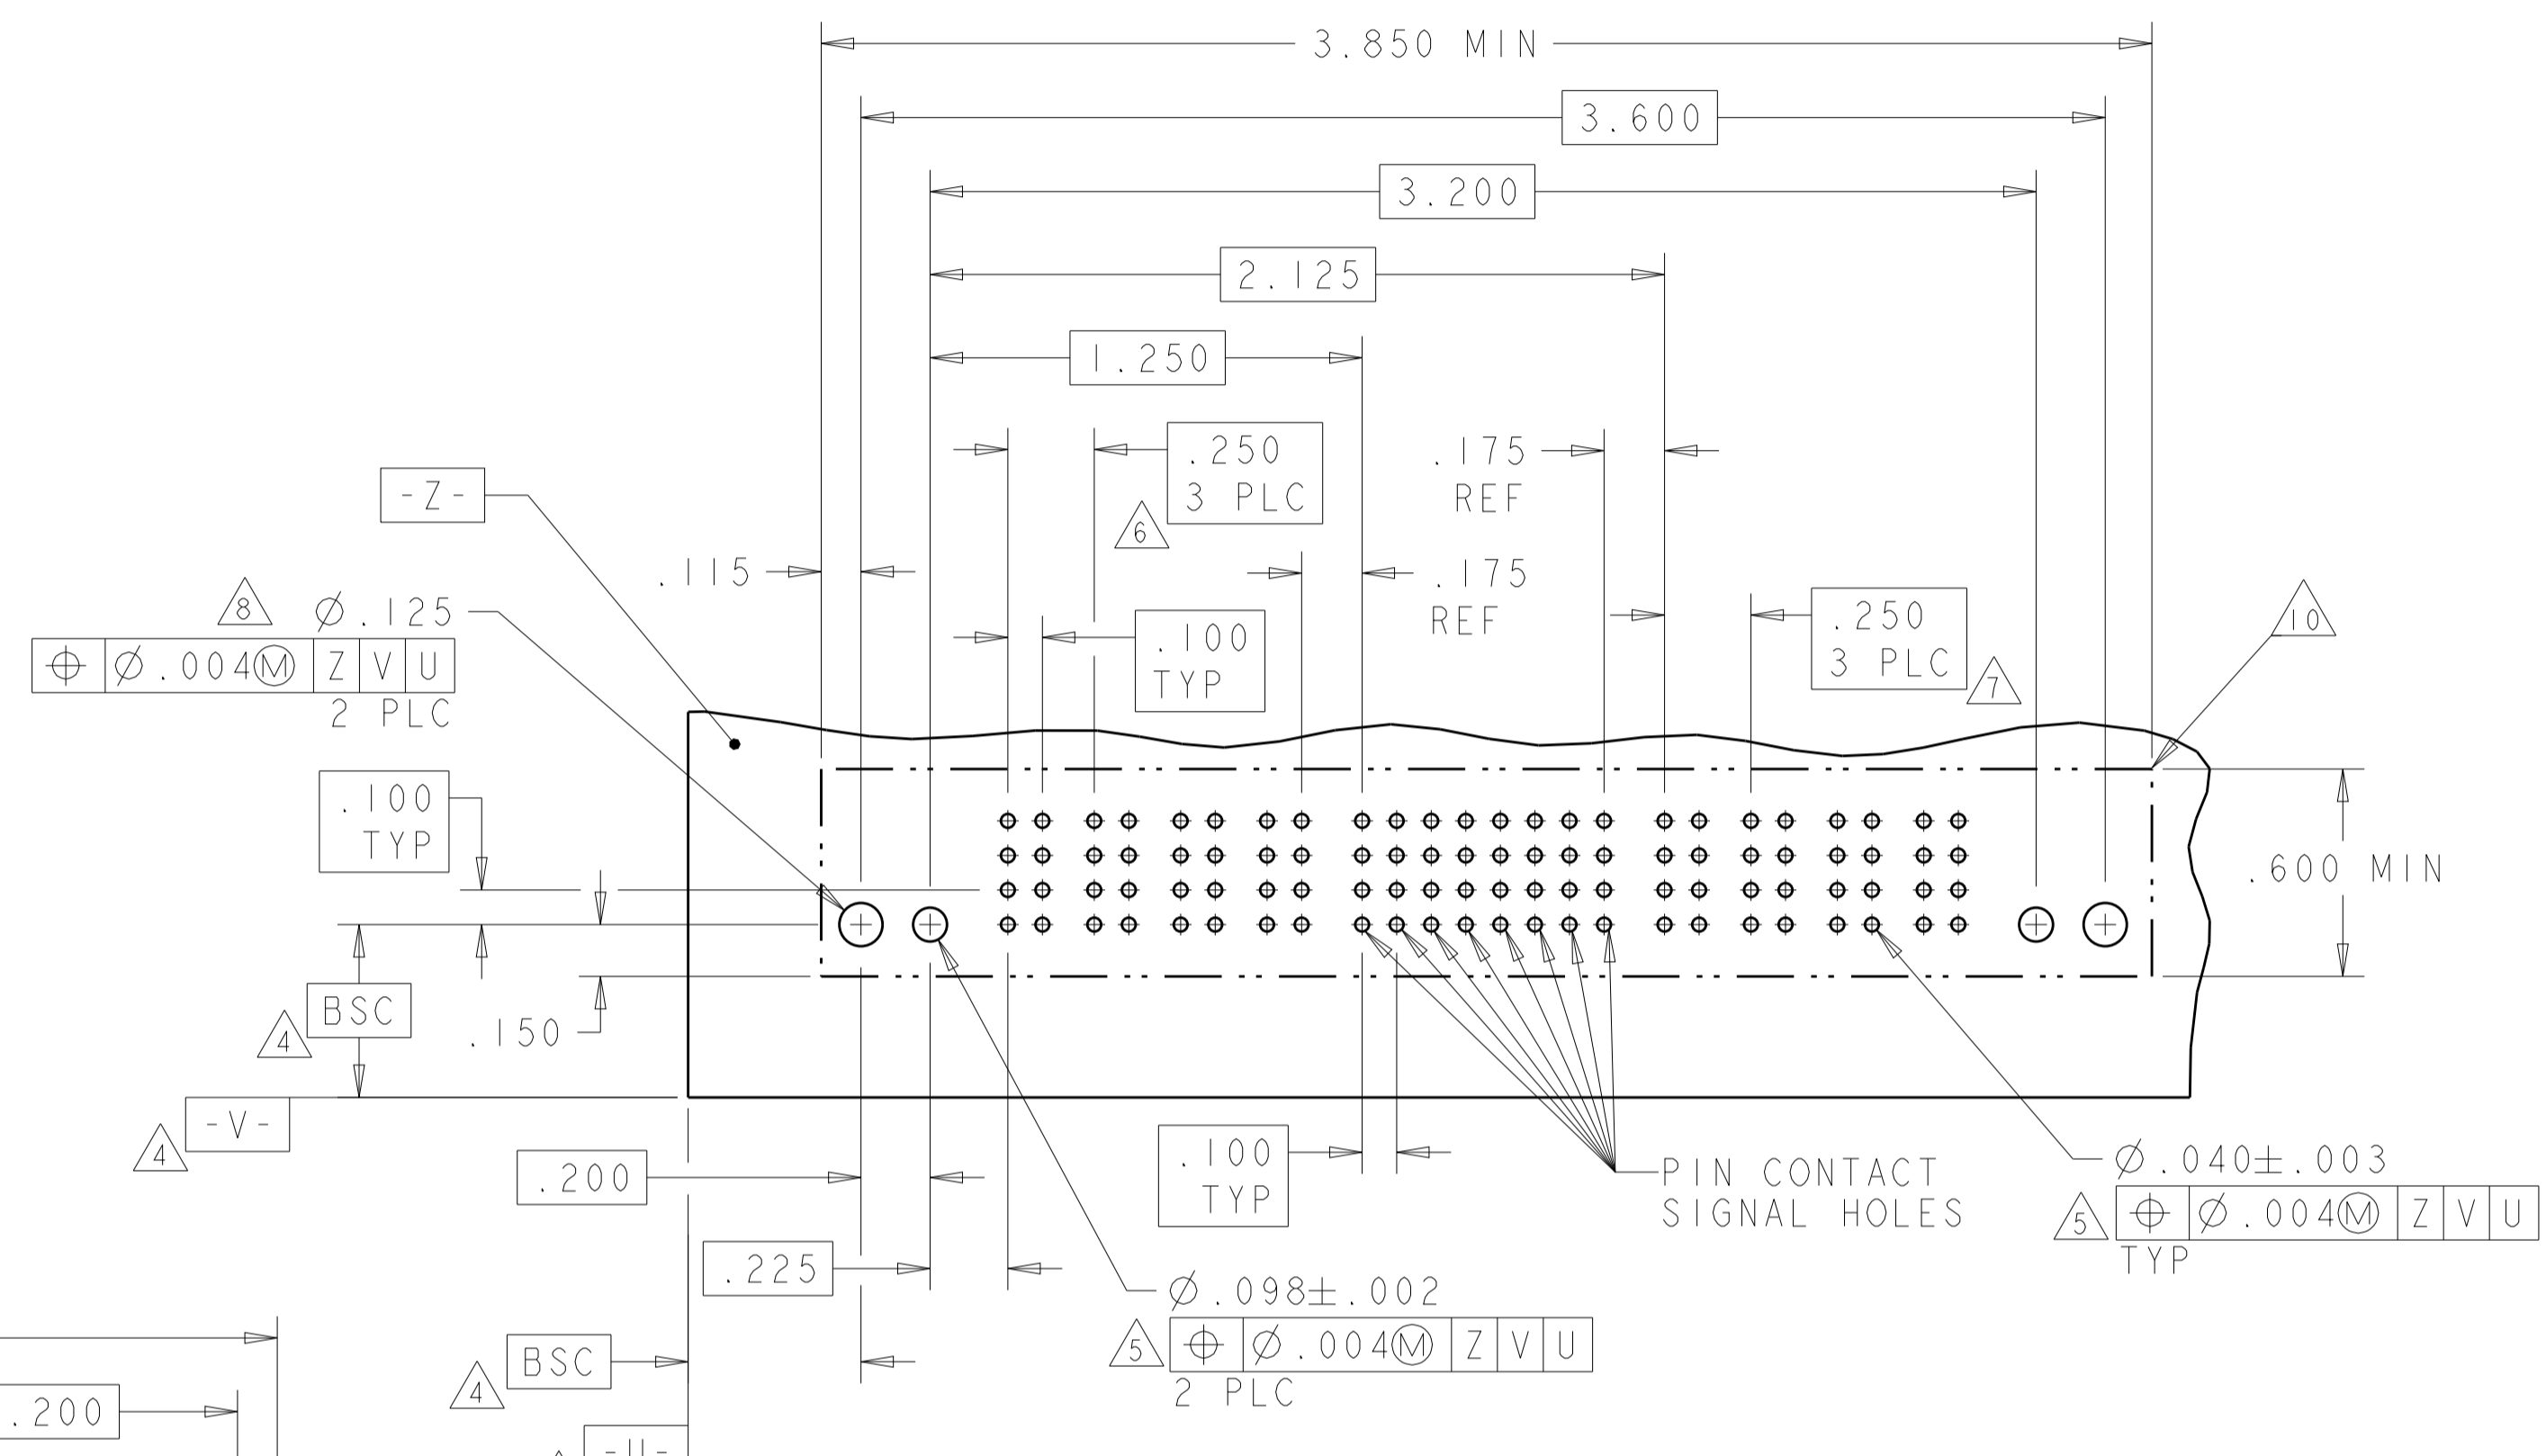 3.850 MIN
3.600
3.200
2.125
1.250
.250
3 PLC
6
.175
REF
-Z-
.115
.175
REF
8 Ø.125
⌖ Ø.004Ⓜ Z V U
2 PLC
.100
TYP
.250
3 PLC
7
10
.100
TYP
.600 MIN
BSC
4
.150
-V-
4
.200
.100
TYP
PIN CONTACT
SIGNAL HOLES
Ø.040±.003
5 ⌖ Ø.004Ⓜ Z V U
TYP
.225
Ø.098±.002
5 ⌖ Ø.004Ⓜ Z V U
2 PLC
BSC
4
.200
-U-